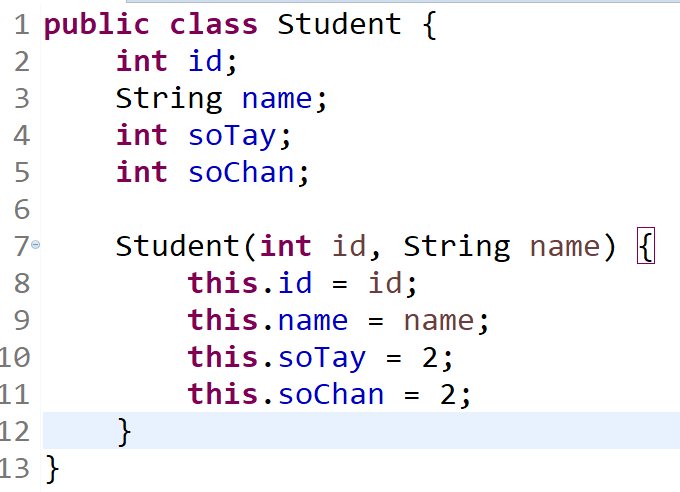 1 public class Student {
2     int id;
3     String name;
4     int soTay;
5     int soChan;
6
7     Student(int id, String name) {
8         this.id = id;
9         this.name = name;
10         this.soTay = 2;
11         this.soChan = 2;
12     }
13 }